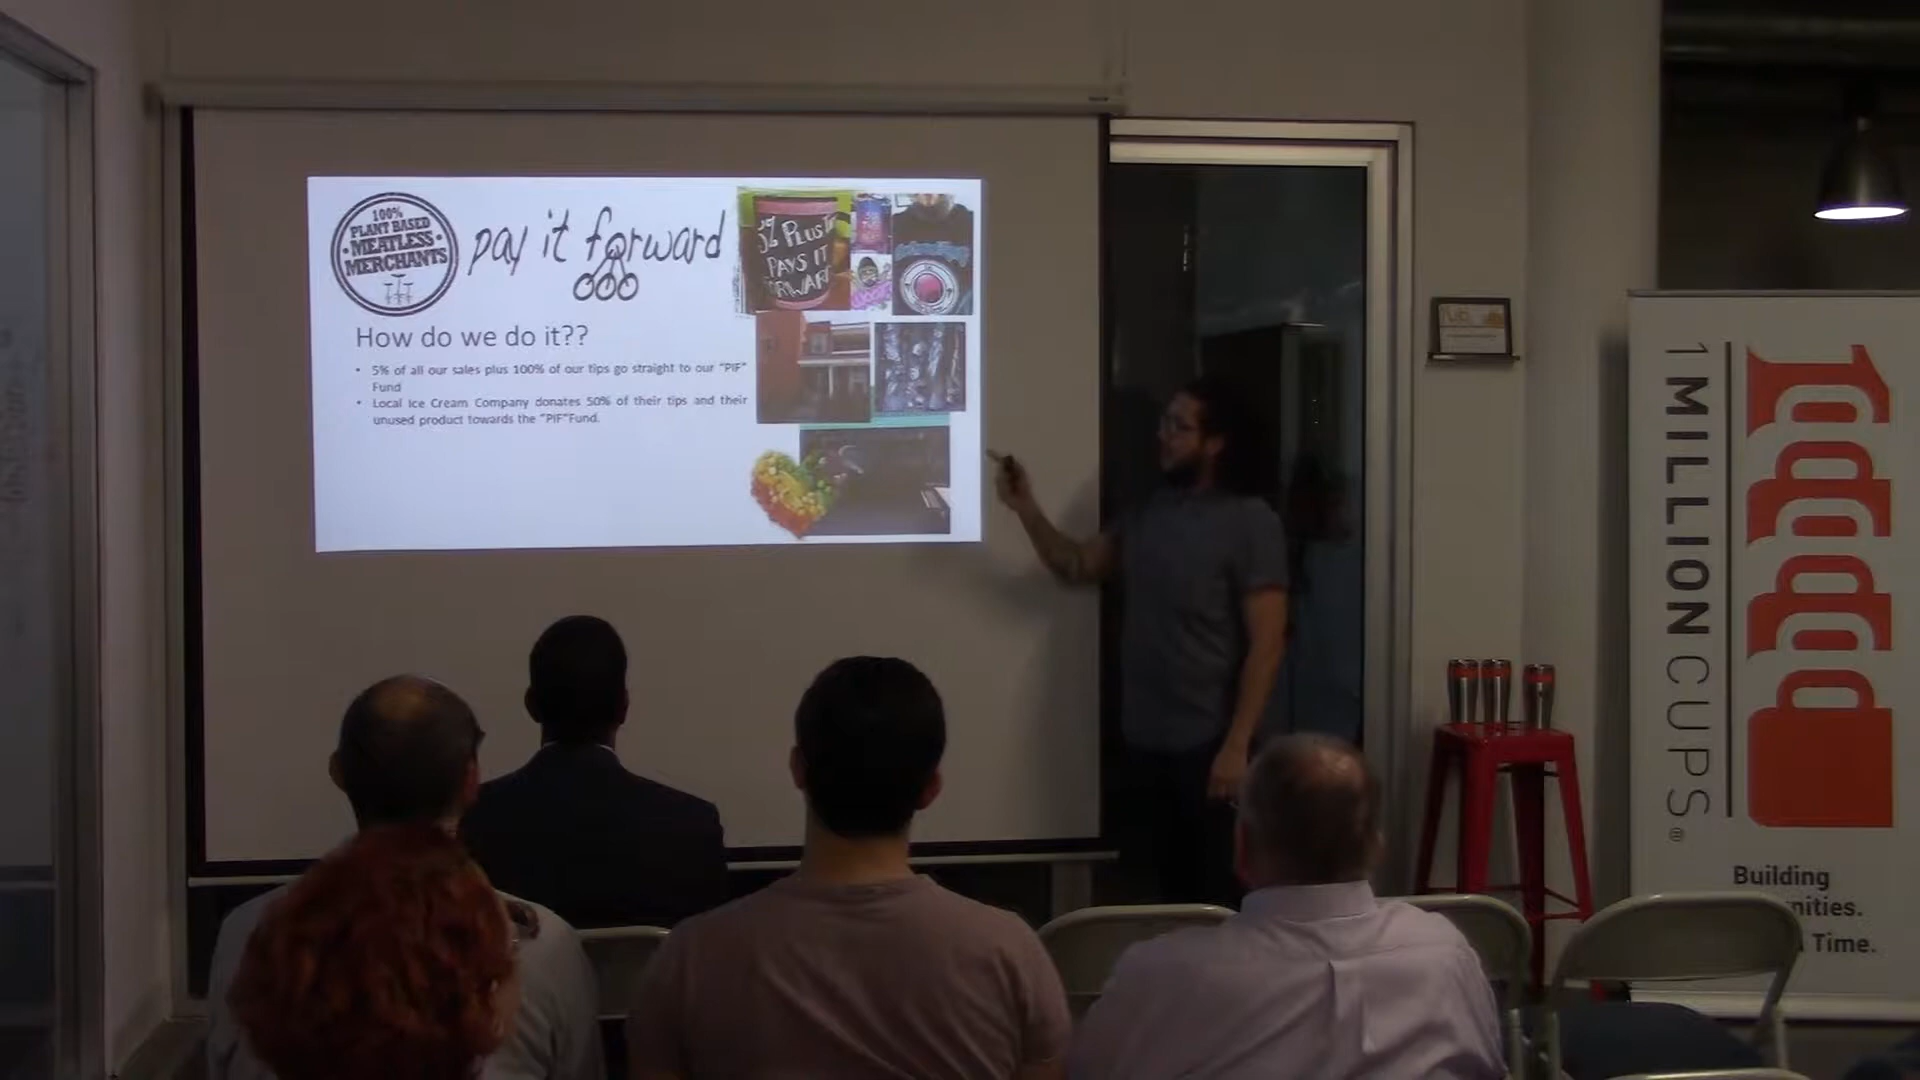 100%
PLANT BASED
MEATLESS
MERCHANTS
pay it forward
How do we do it??
• 5% of all our sales plus 100% of our tips go straight to our "PIF"
Fund
• Local Ice Cream Company donates 50% of their tips and their
unused product towards the "PIF"Fund.
PAYS IT
1 MILLION CUPS®
Building
Time.